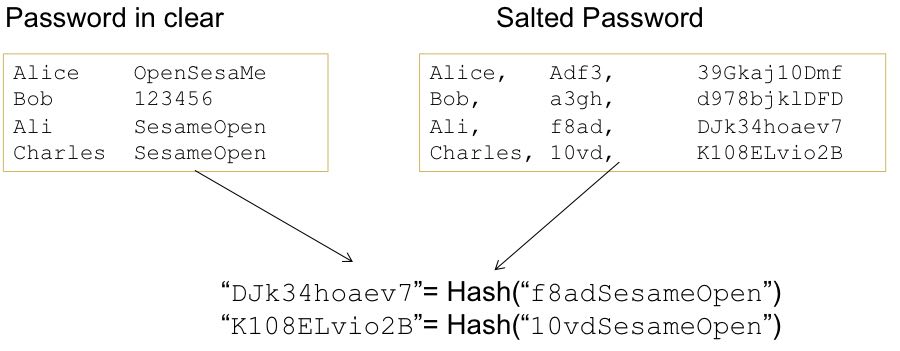 Password in clear
Alice OpenSesaMe
Bob 123456
Ali SesameOpen
Charles SesameOpen
Salted Password
Alice, Adf3, 39Gkaj10Dmf
Bob, a3gh, d978bjklDFD
Ali, f8ad, DJk34hoaev7
Charles, 10vd, K108ELvio2B
“DJk34hoaev7”= Hash(“f8adSesameOpen”)
“K108ELvio2B”= Hash(“10vdSesameOpen”)